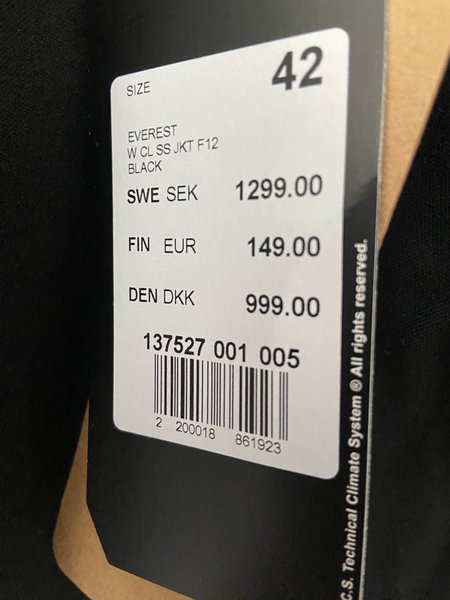 SIZE 42
EVEREST
W CL SS JKT F12
BLACK
SWE SEK 1299.00
FIN EUR 149.00
DEN DKK 999.00
137527 001 005
2 200018 861923
C.S. Technical Climate System ® All rights reserved.